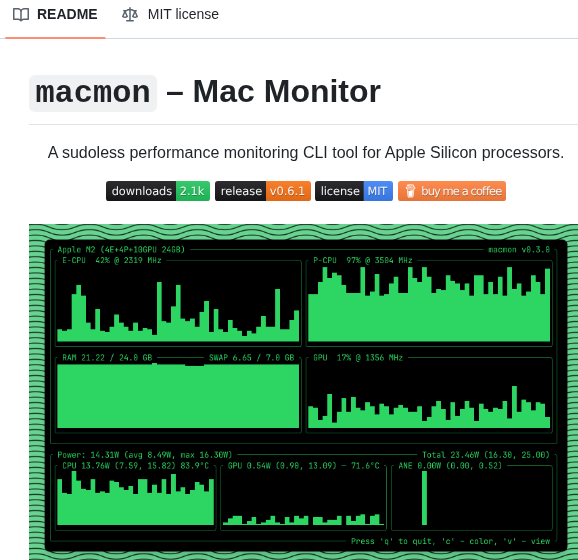 README MIT license
macmon – Mac Monitor
A sudoless performance monitoring CLI tool for Apple Silicon processors.
downloads 2.1k release v0.6.1 license MIT buy me a coffee
Apple M2 (4E+4P+10GPU 24GB) macmon v0.3.0
E-CPU 42% @ 2319 MHz P-CPU 97% @ 3504 MHz
RAM 21.22 / 24.0 GB SWAP 6.65 / 7.0 GB GPU 17% @ 1356 MHz
Power: 14.31W (avg 8.49W, max 16.30W) Total 23.46W (16.30, 25.00)
CPU 13.76W (7.59, 15.82) 83.9°C GPU 0.54W (0.90, 13.09) – 71.6°C ANE 0.00W (0.00, 0.52)
Press 'q' to quit, 'c' – color, 'v' – view